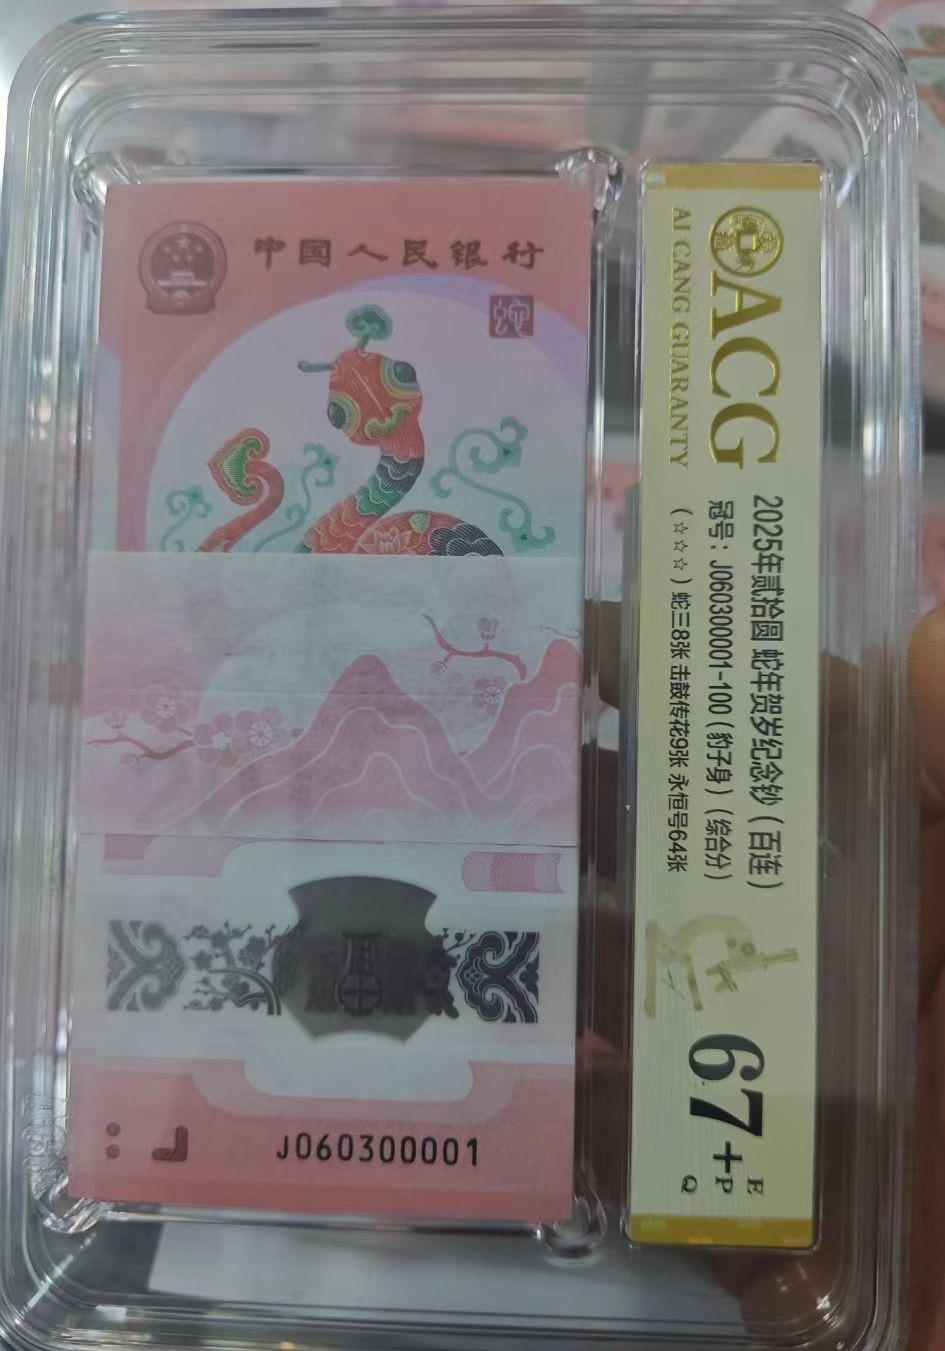 中国人民银行
蛇
J060300001
ACG
AI CANG GUARANTY
2025年贰拾圆 蛇年贺岁纪念钞（百连）
冠号：J060300001-100（豹子身）（综合分）
（☆☆☆）蛇三8张 击鼓传花9张 永恒号64张
67+
E
P
Q